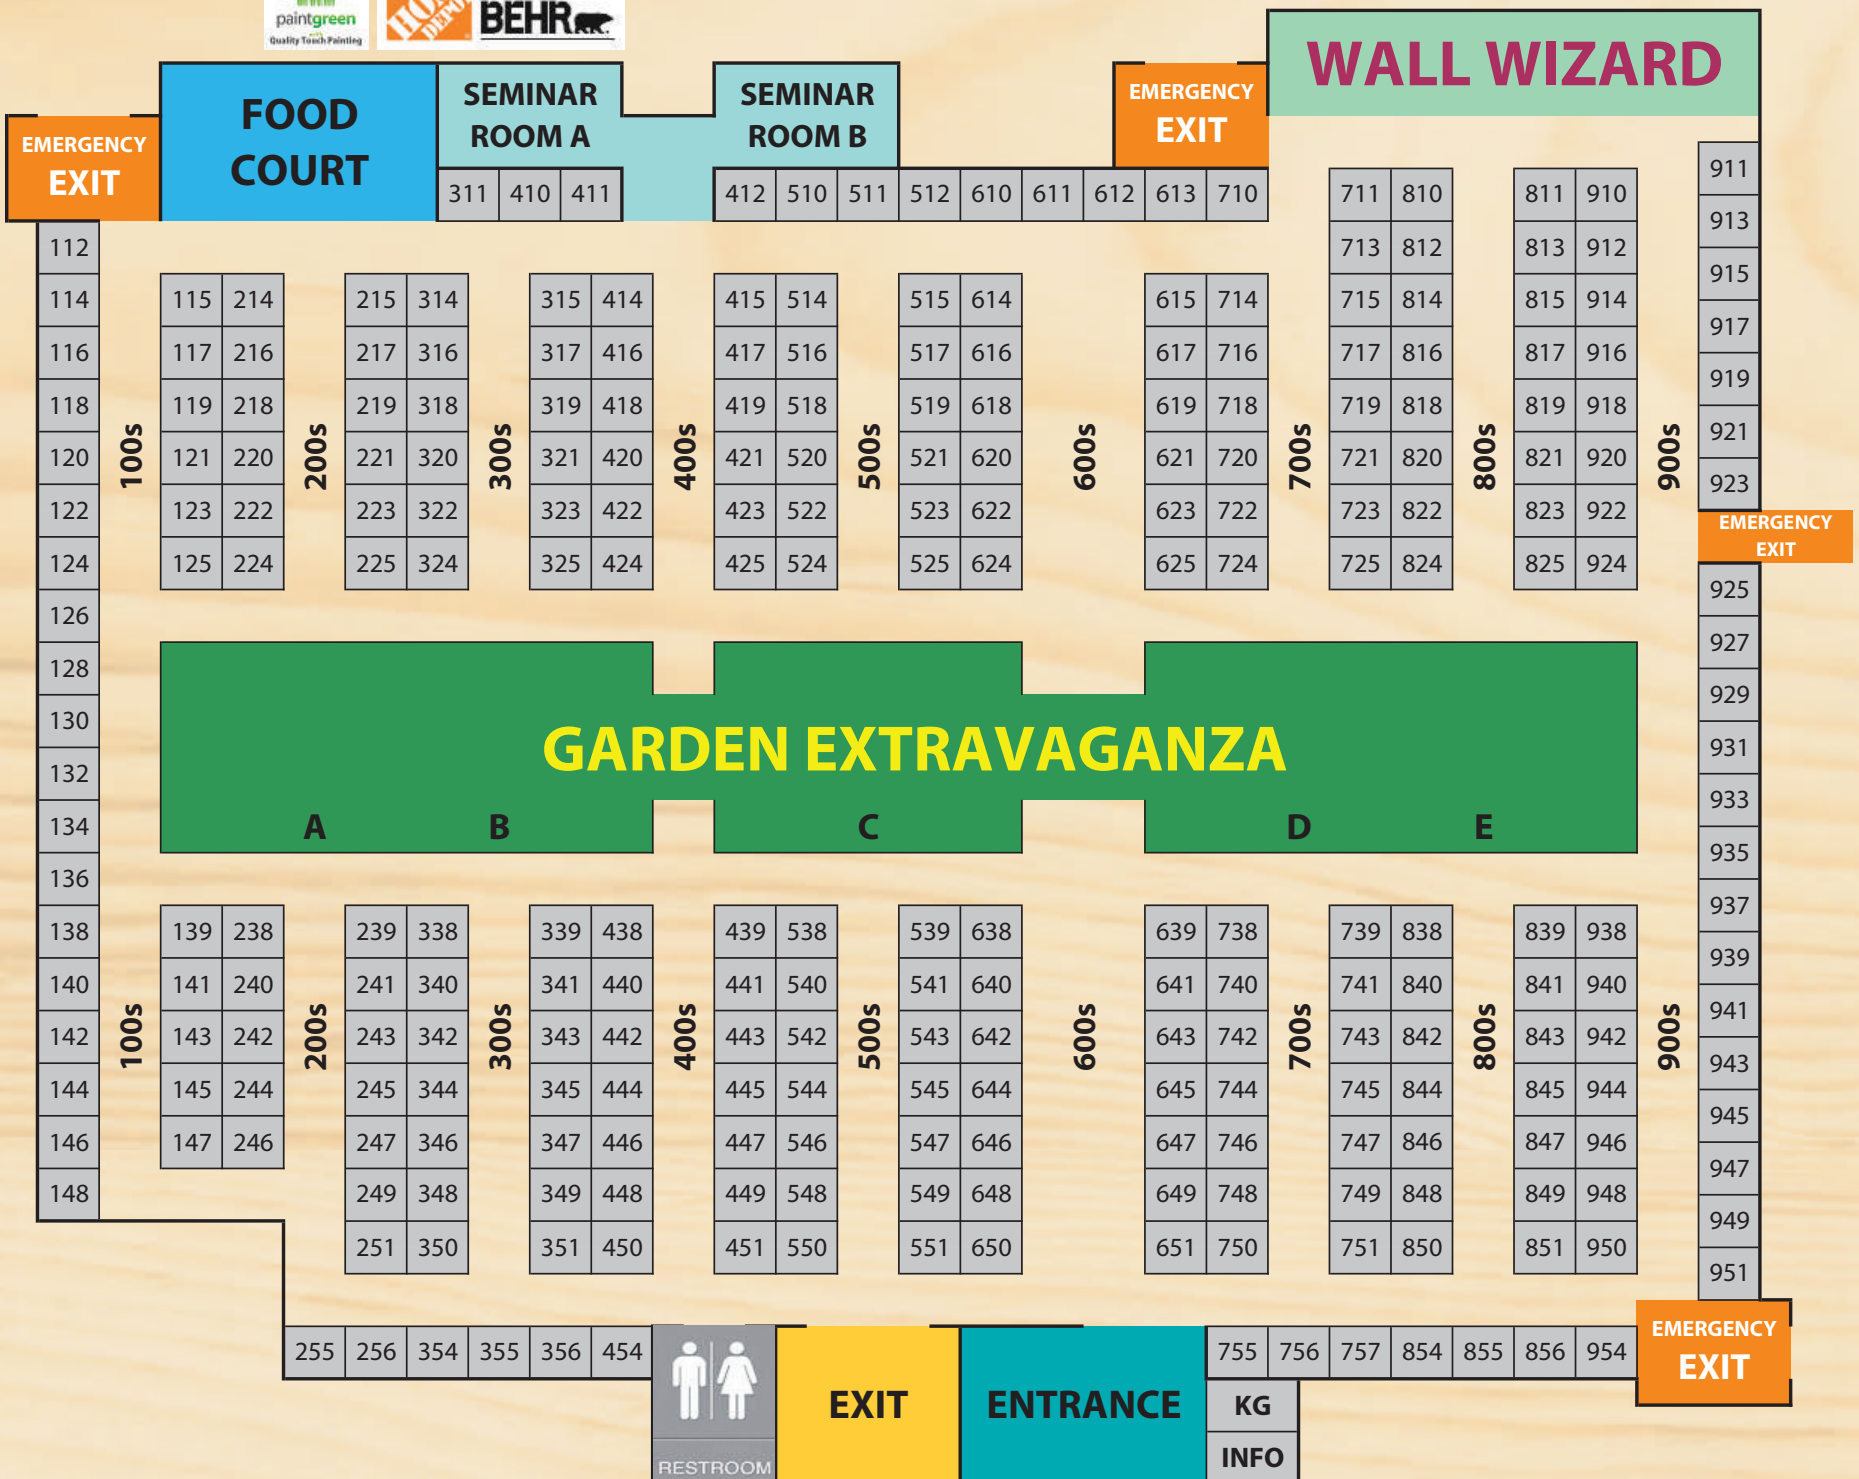 paintgreen
with
Quality Touch Painting
HOME
DEPOT
BEHR
WALL WIZARD
EMERGENCY
EXIT
FOOD
COURT
SEMINAR
ROOM A
SEMINAR
ROOM B
EMERGENCY
EXIT
311 410 411
412 510 511 512 610 611 612 613 710
711 810 811 910 911
112 713 812 813 912 913
114 115 214 215 314 315 414 415 514 515 614 615 714 715 814 815 914 915
116 117 216 217 316 317 416 417 516 517 616 617 716 717 816 817 916 917
118 119 218 219 318 319 418 419 518 519 618 619 718 719 818 819 918 919
100s 200s 300s 400s 500s 600s 700s 800s 900s
120 121 220 221 320 321 420 421 520 521 620 621 720 721 820 821 920 921
122 123 222 223 322 323 422 423 522 523 622 623 722 723 822 823 922 923
EMERGENCY
EXIT
124 125 224 225 324 325 424 425 524 525 624 625 724 725 824 825 924 925
126 927
128 929
130 931
132 933
134 935
136 937
GARDEN EXTRAVAGANZA
A B C D E
138 139 238 239 338 339 438 439 538 539 638 639 738 739 838 839 938 939
140 141 240 241 340 341 440 441 540 541 640 641 740 741 840 841 940 941
100s 200s 300s 400s 500s 600s 700s 800s 900s
142 143 242 243 342 343 442 443 542 543 642 643 742 743 842 843 942 943
144 145 244 245 344 345 444 445 544 545 644 645 744 745 844 845 944 945
146 147 246 247 346 347 446 447 546 547 646 647 746 747 846 847 946 947
148 249 348 349 448 449 548 549 648 649 748 749 848 849 948 949
251 350 351 450 451 550 551 650 651 750 751 850 851 950 951
255 256 354 355 356 454
RESTROOM
EXIT
ENTRANCE
755 756 757 854 855 856 954
KG
INFO
EMERGENCY
EXIT